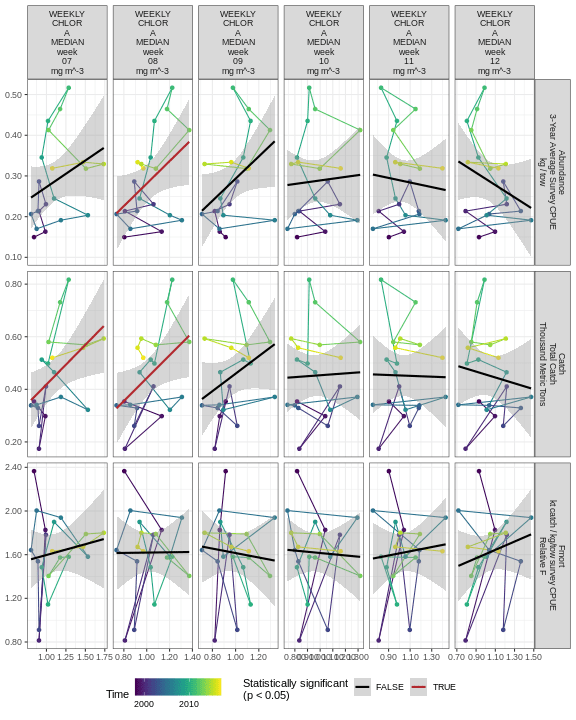 WEEKLY CHLOR A MEDIAN week 07 mg m^-3
WEEKLY CHLOR A MEDIAN week 08 mg m^-3
WEEKLY CHLOR A MEDIAN week 09 mg m^-3
WEEKLY CHLOR A MEDIAN week 10 mg m^-3
WEEKLY CHLOR A MEDIAN week 11 mg m^-3
WEEKLY CHLOR A MEDIAN week 12 mg m^-3
0.50
0.40
0.30
0.20
0.10
Abundance
3-Year Average Survey CPUE
kg / tow
0.80
0.60
0.40
0.20
Catch
Total Catch
Thousand Metric Tons
2.40
2.00
1.60
1.20
0.80
Fmort
kt catch / kg/tow survey CPUE
Relative F
1.00 1.25 1.50 1.75
0.80 1.00 1.20 1.40
0.80 1.00 1.20
0.90 1.10 1.30
0.70 0.90 1.10 1.30 1.50
Time
2000 2010
Statistically significant
(p < 0.05)
FALSE
TRUE